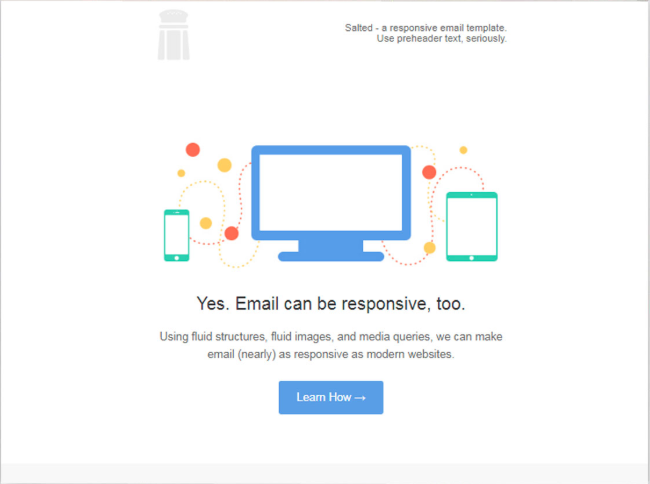 Salted - a responsive email template.
Use preheader text, seriously.
Yes. Email can be responsive, too.
Using fluid structures, fluid images, and media queries, we can make
email (nearly) as responsive as modern websites.
Learn How →